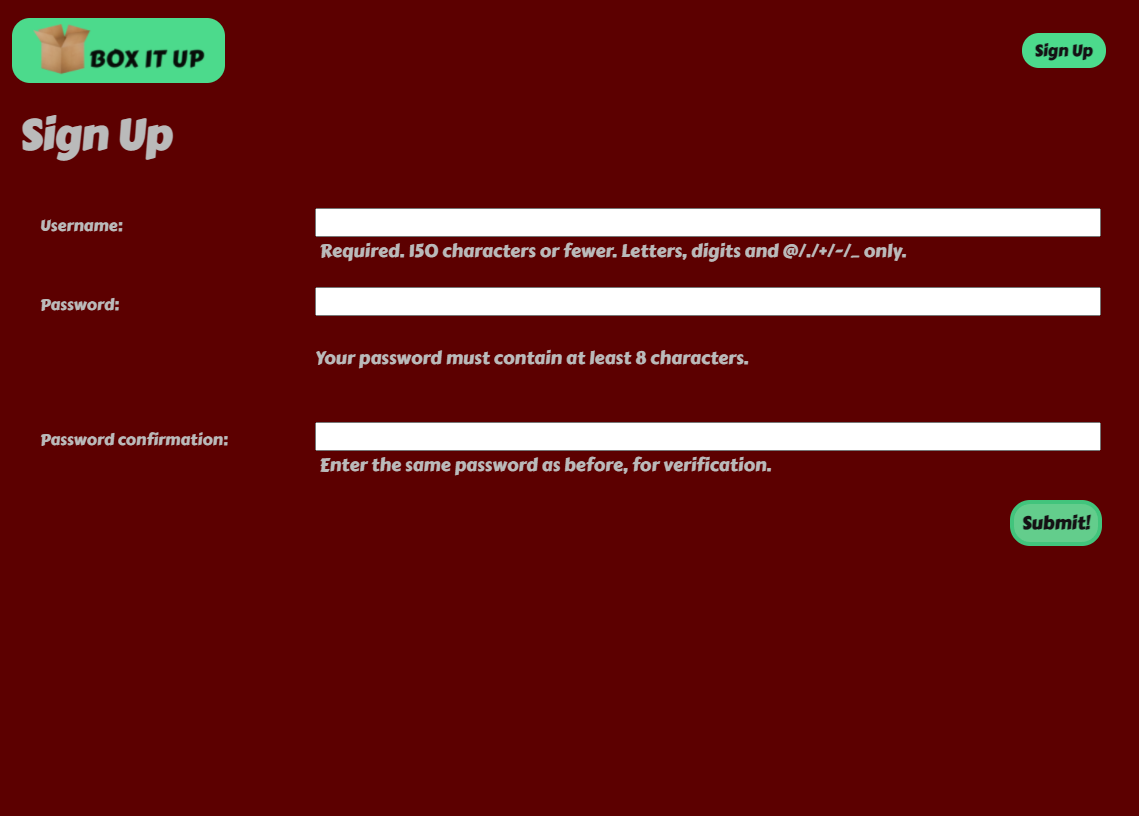 BOX IT UP
Sign Up
Sign Up
Username:
Required. 150 characters or fewer. Letters, digits and @/./+/-/_ only.
Password:
Your password must contain at least 8 characters.
Password confirmation:
Enter the same password as before, for verification.
Submit!